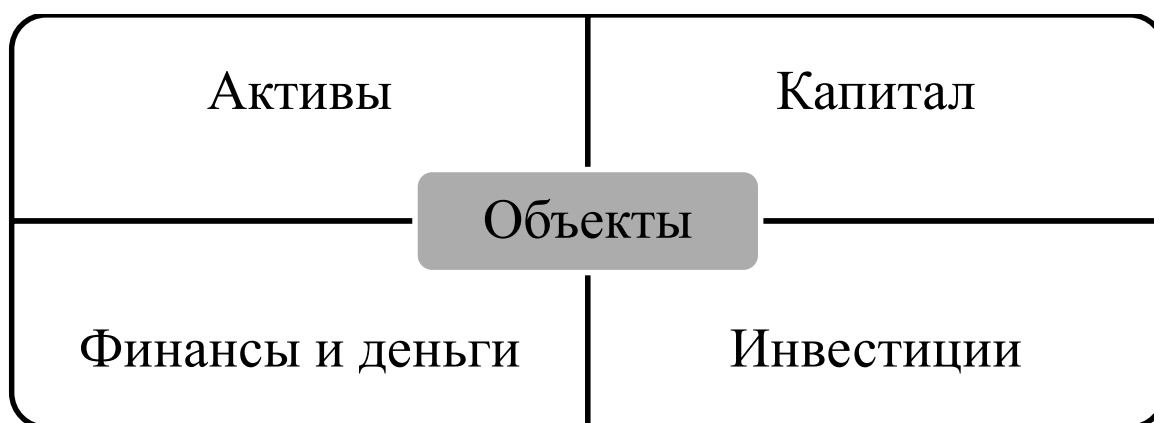 Активы
Капитал
Объекты
Финансы и деньги
Инвестиции